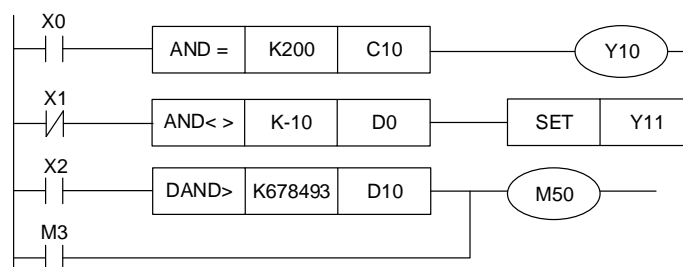 X0
AND = K200 C10 Y10
X1
AND< > K-10 D0 SET Y11
X2
DAND> K678493 D10 M50
M3